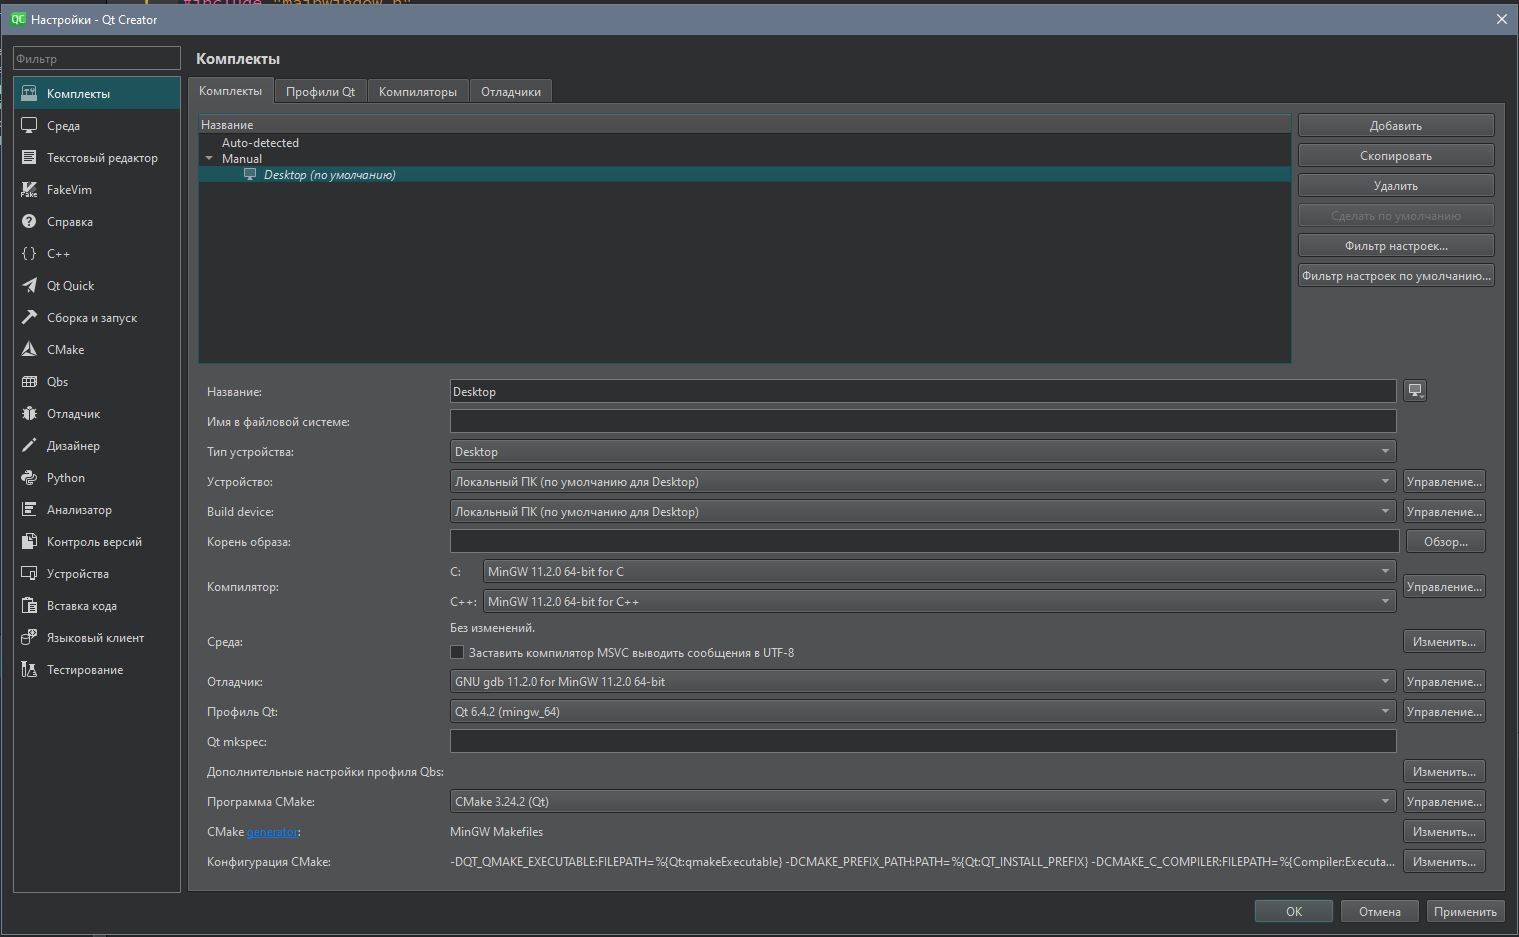 #include "mainwindow.h"
QC Настройки - Qt Creator
Фильтр
Комплекты
Среда
Текстовый редактор
FakeVim
Справка
C++
Qt Quick
Сборка и запуск
CMake
Qbs
Отладчик
Дизайнер
Python
Анализатор
Контроль версий
Устройства
Вставка кода
Языковый клиент
Тестирование
Комплекты
Комплекты Профили Qt Компиляторы Отладчики
Название
Auto-detected
Manual
Desktop (по умолчанию)
Добавить
Скопировать
Удалить
Сделать по умолчанию
Фильтр настроек...
Фильтр настроек по умолчанию...
Название: Desktop
Имя в файловой системе:
Тип устройства: Desktop
Устройство: Локальный ПК (по умолчанию для Desktop) Управление...
Build device: Локальный ПК (по умолчанию для Desktop) Управление...
Корень образа: Обзор...
Компилятор: C: MinGW 11.2.0 64-bit for C Управление...
C++: MinGW 11.2.0 64-bit for C++
Среда: Без изменений. Изменить...
Заставить компилятор MSVC выводить сообщения в UTF-8
Отладчик: GNU gdb 11.2.0 for MinGW 11.2.0 64-bit Управление...
Профиль Qt: Qt 6.4.2 (mingw_64) Управление...
Qt mkspec:
Дополнительные настройки профиля Qbs: Изменить...
Программа CMake: CMake 3.24.2 (Qt) Управление...
CMake generator: MinGW Makefiles Изменить...
Конфигурация CMake: -DQT_QMAKE_EXECUTABLE:FILEPATH=%{Qt:qmakeExecutable} -DCMAKE_PREFIX_PATH:PATH=%{Qt:QT_INSTALL_PREFIX} -DCMAKE_C_COMPILER:FILEPATH=%{Compiler:Executa... Изменить...
OK Отмена Применить